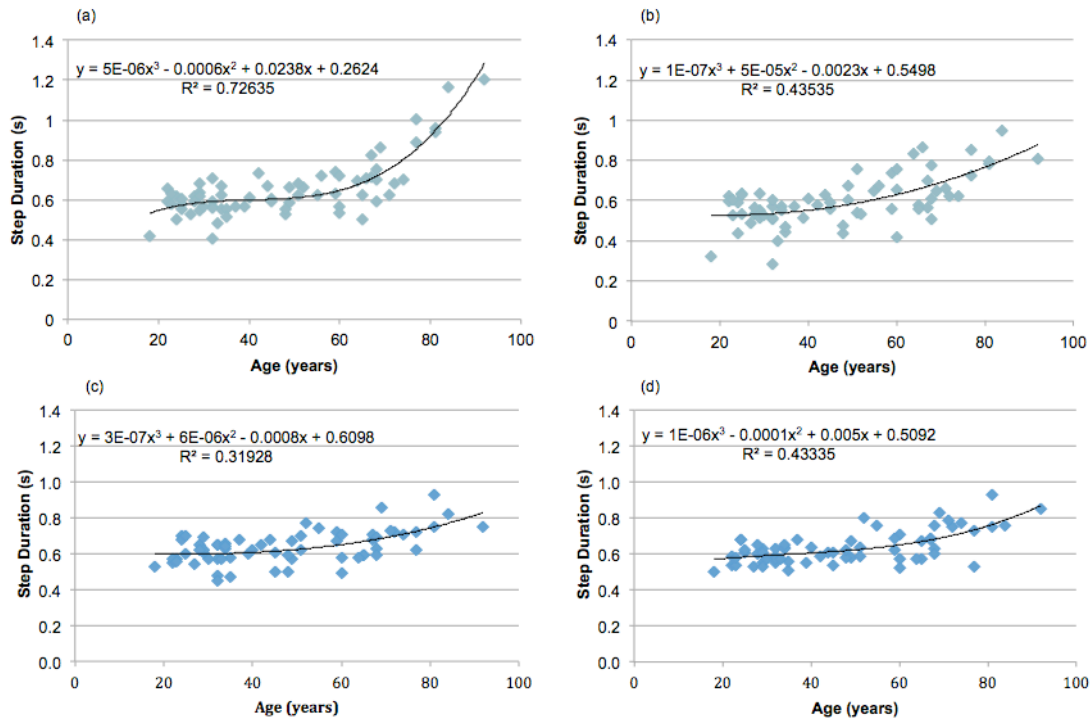 (a)
1.4
y = 5E-06x³ - 0.0006x² + 0.0238x + 0.2624
R² = 0.72635
1.2
1
0.8
0.6
0.4
0.2
0
Step Duration (s)
0 20 40 60 80 100
Age (years)
(b)
1.4
y = 1E-07x³ + 5E-05x² - 0.0023x + 0.5498
R² = 0.43535
1.2
1
0.8
0.6
0.4
0.2
0
Step Duration (s)
0 20 40 60 80 100
Age (years)
(c)
1.4
y = 3E-07x³ + 6E-06x² - 0.0008x + 0.6098
R² = 0.31928
1.2
1.0
0.8
0.6
0.4
0.2
0.0
Step Duration (s)
0 20 40 60 80 100
Age (years)
(d)
1.4
y = 1E-06x³ - 0.0001x² + 0.005x + 0.5092
R² = 0.43335
1.2
1.0
0.8
0.6
0.4
0.2
0.0
Step Duration (s)
0 20 40 60 80 100
Age (years)